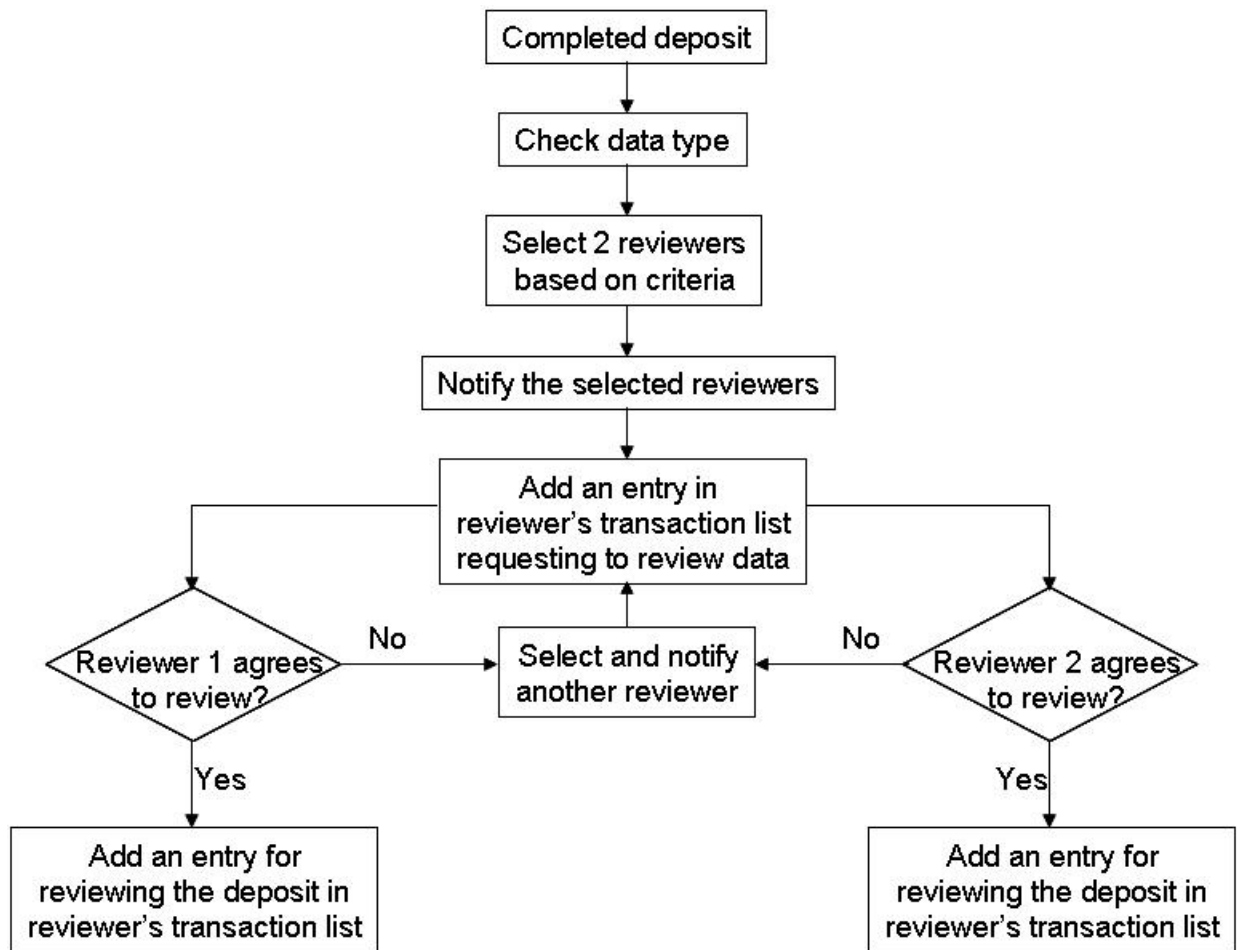 Completed deposit
Check data type
Select 2 reviewers
based on criteria
Notify the selected reviewers
Add an entry in
reviewer’s transaction list
requesting to review data
No
Select and notify
another reviewer
No
Reviewer 1 agrees
to review?
Reviewer 2 agrees
to review?
Yes
Yes
Add an entry for
reviewing the deposit in
reviewer’s transaction list
Add an entry for
reviewing the deposit in
reviewer’s transaction list